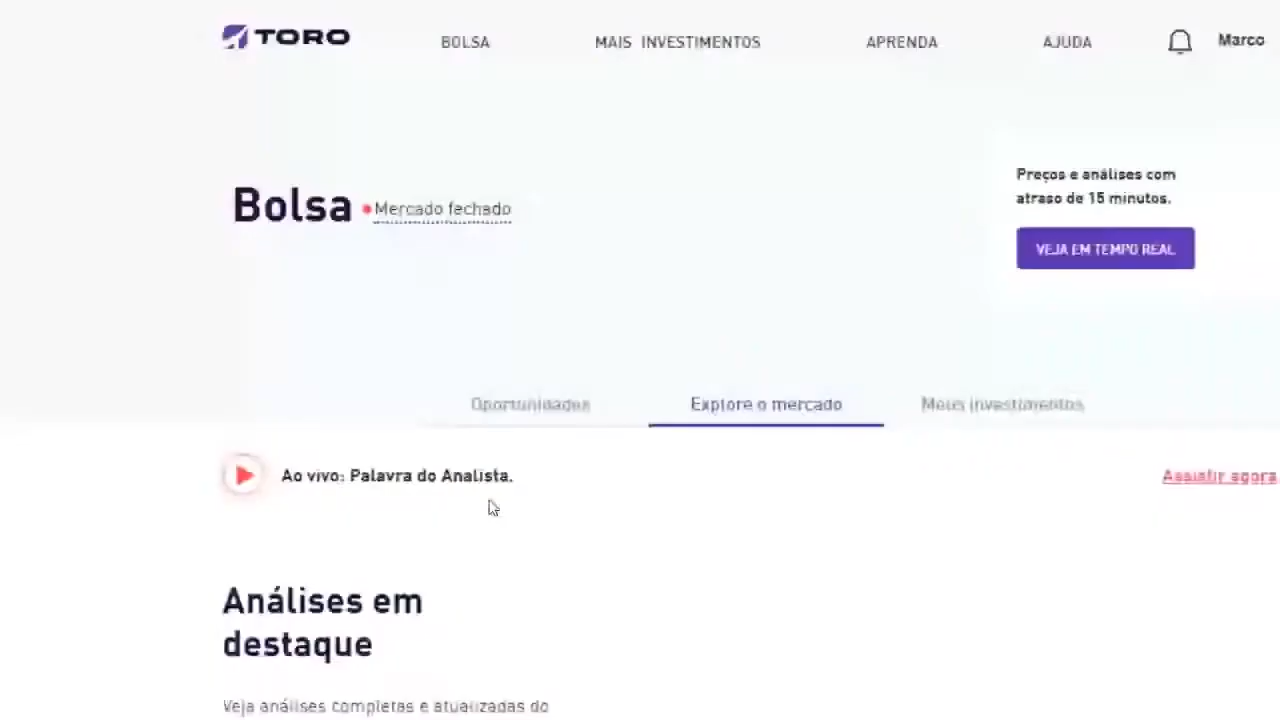 TORO
BOLSA
MAIS INVESTIMENTOS
APRENDA
AJUDA
Marco
Bolsa
Mercado fechado
Preços e análises com
atraso de 15 minutos.
VEJA EM TEMPO REAL
Oportunidades
Explore o mercado
Meus investimentos
Ao vivo: Palavra do Analista.
Assistir agora
Análises em
destaque
Veja análises completas e atualizadas do